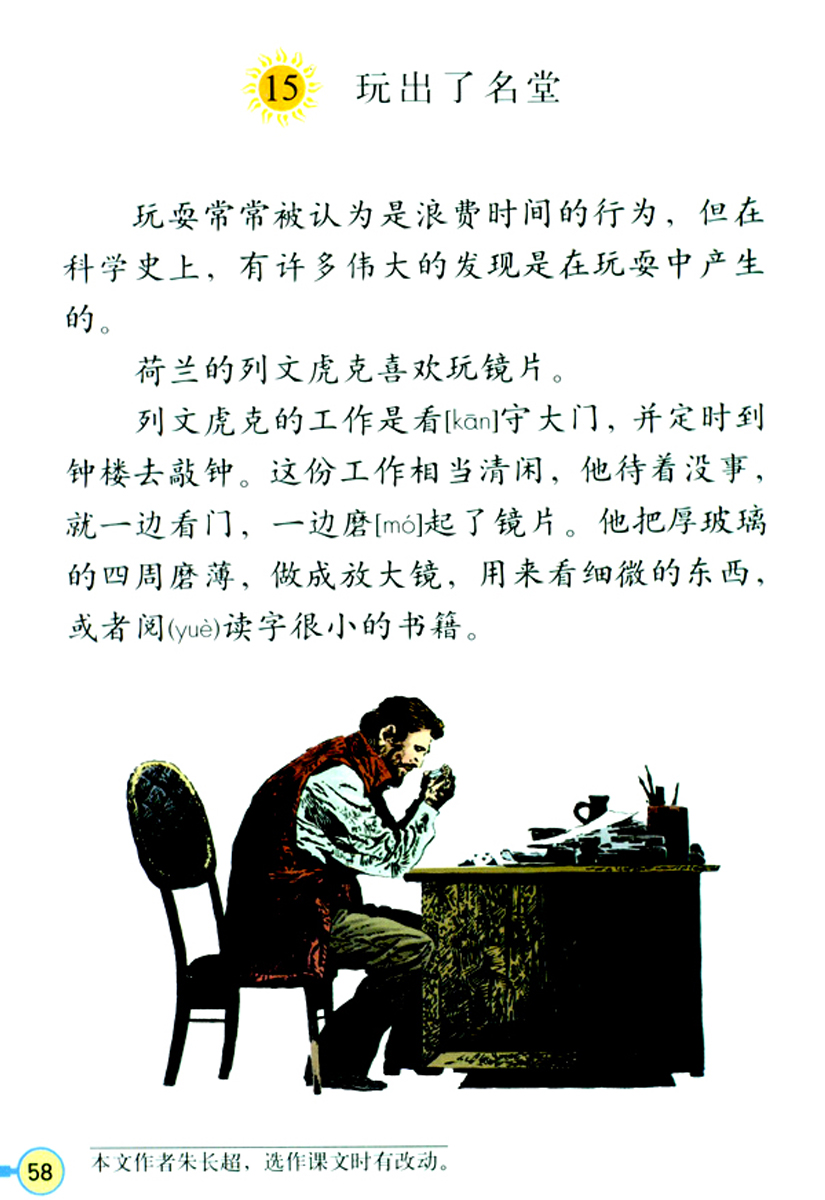 15 玩出了名堂
玩耍常常被认为是浪费时间的行为，但在
科学史上，有许多伟大的发现是在玩耍中产生
的。
荷兰的列文虎克喜欢玩镜片。
列文虎克的工作是看[kān]守大门，并定时到
钟楼去敲钟。这份工作相当清闲，他待着没事，
就一边看门，一边磨[mó]起了镜片。他把厚玻璃
的四周磨薄，做成放大镜，用来看细微的东西，
或者阅(yuè)读字很小的书籍。
本文作者朱长超，选作课文时有改动。
58